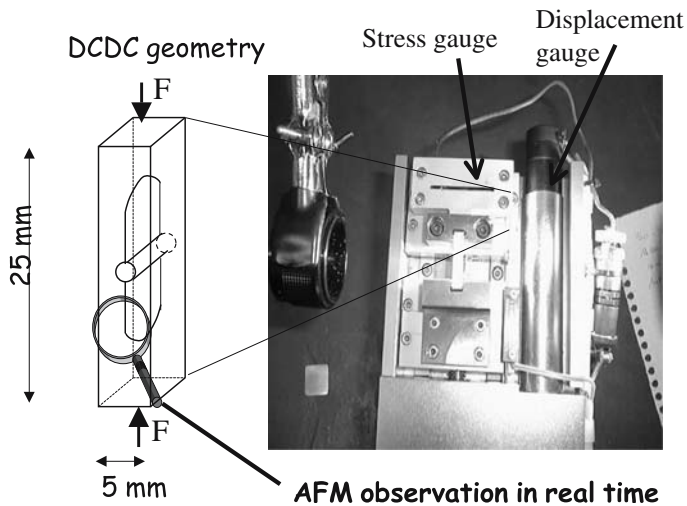 DCDC geometry
Stress gauge
Displacement
gauge
F
25 mm
F
5 mm
AFM observation in real time